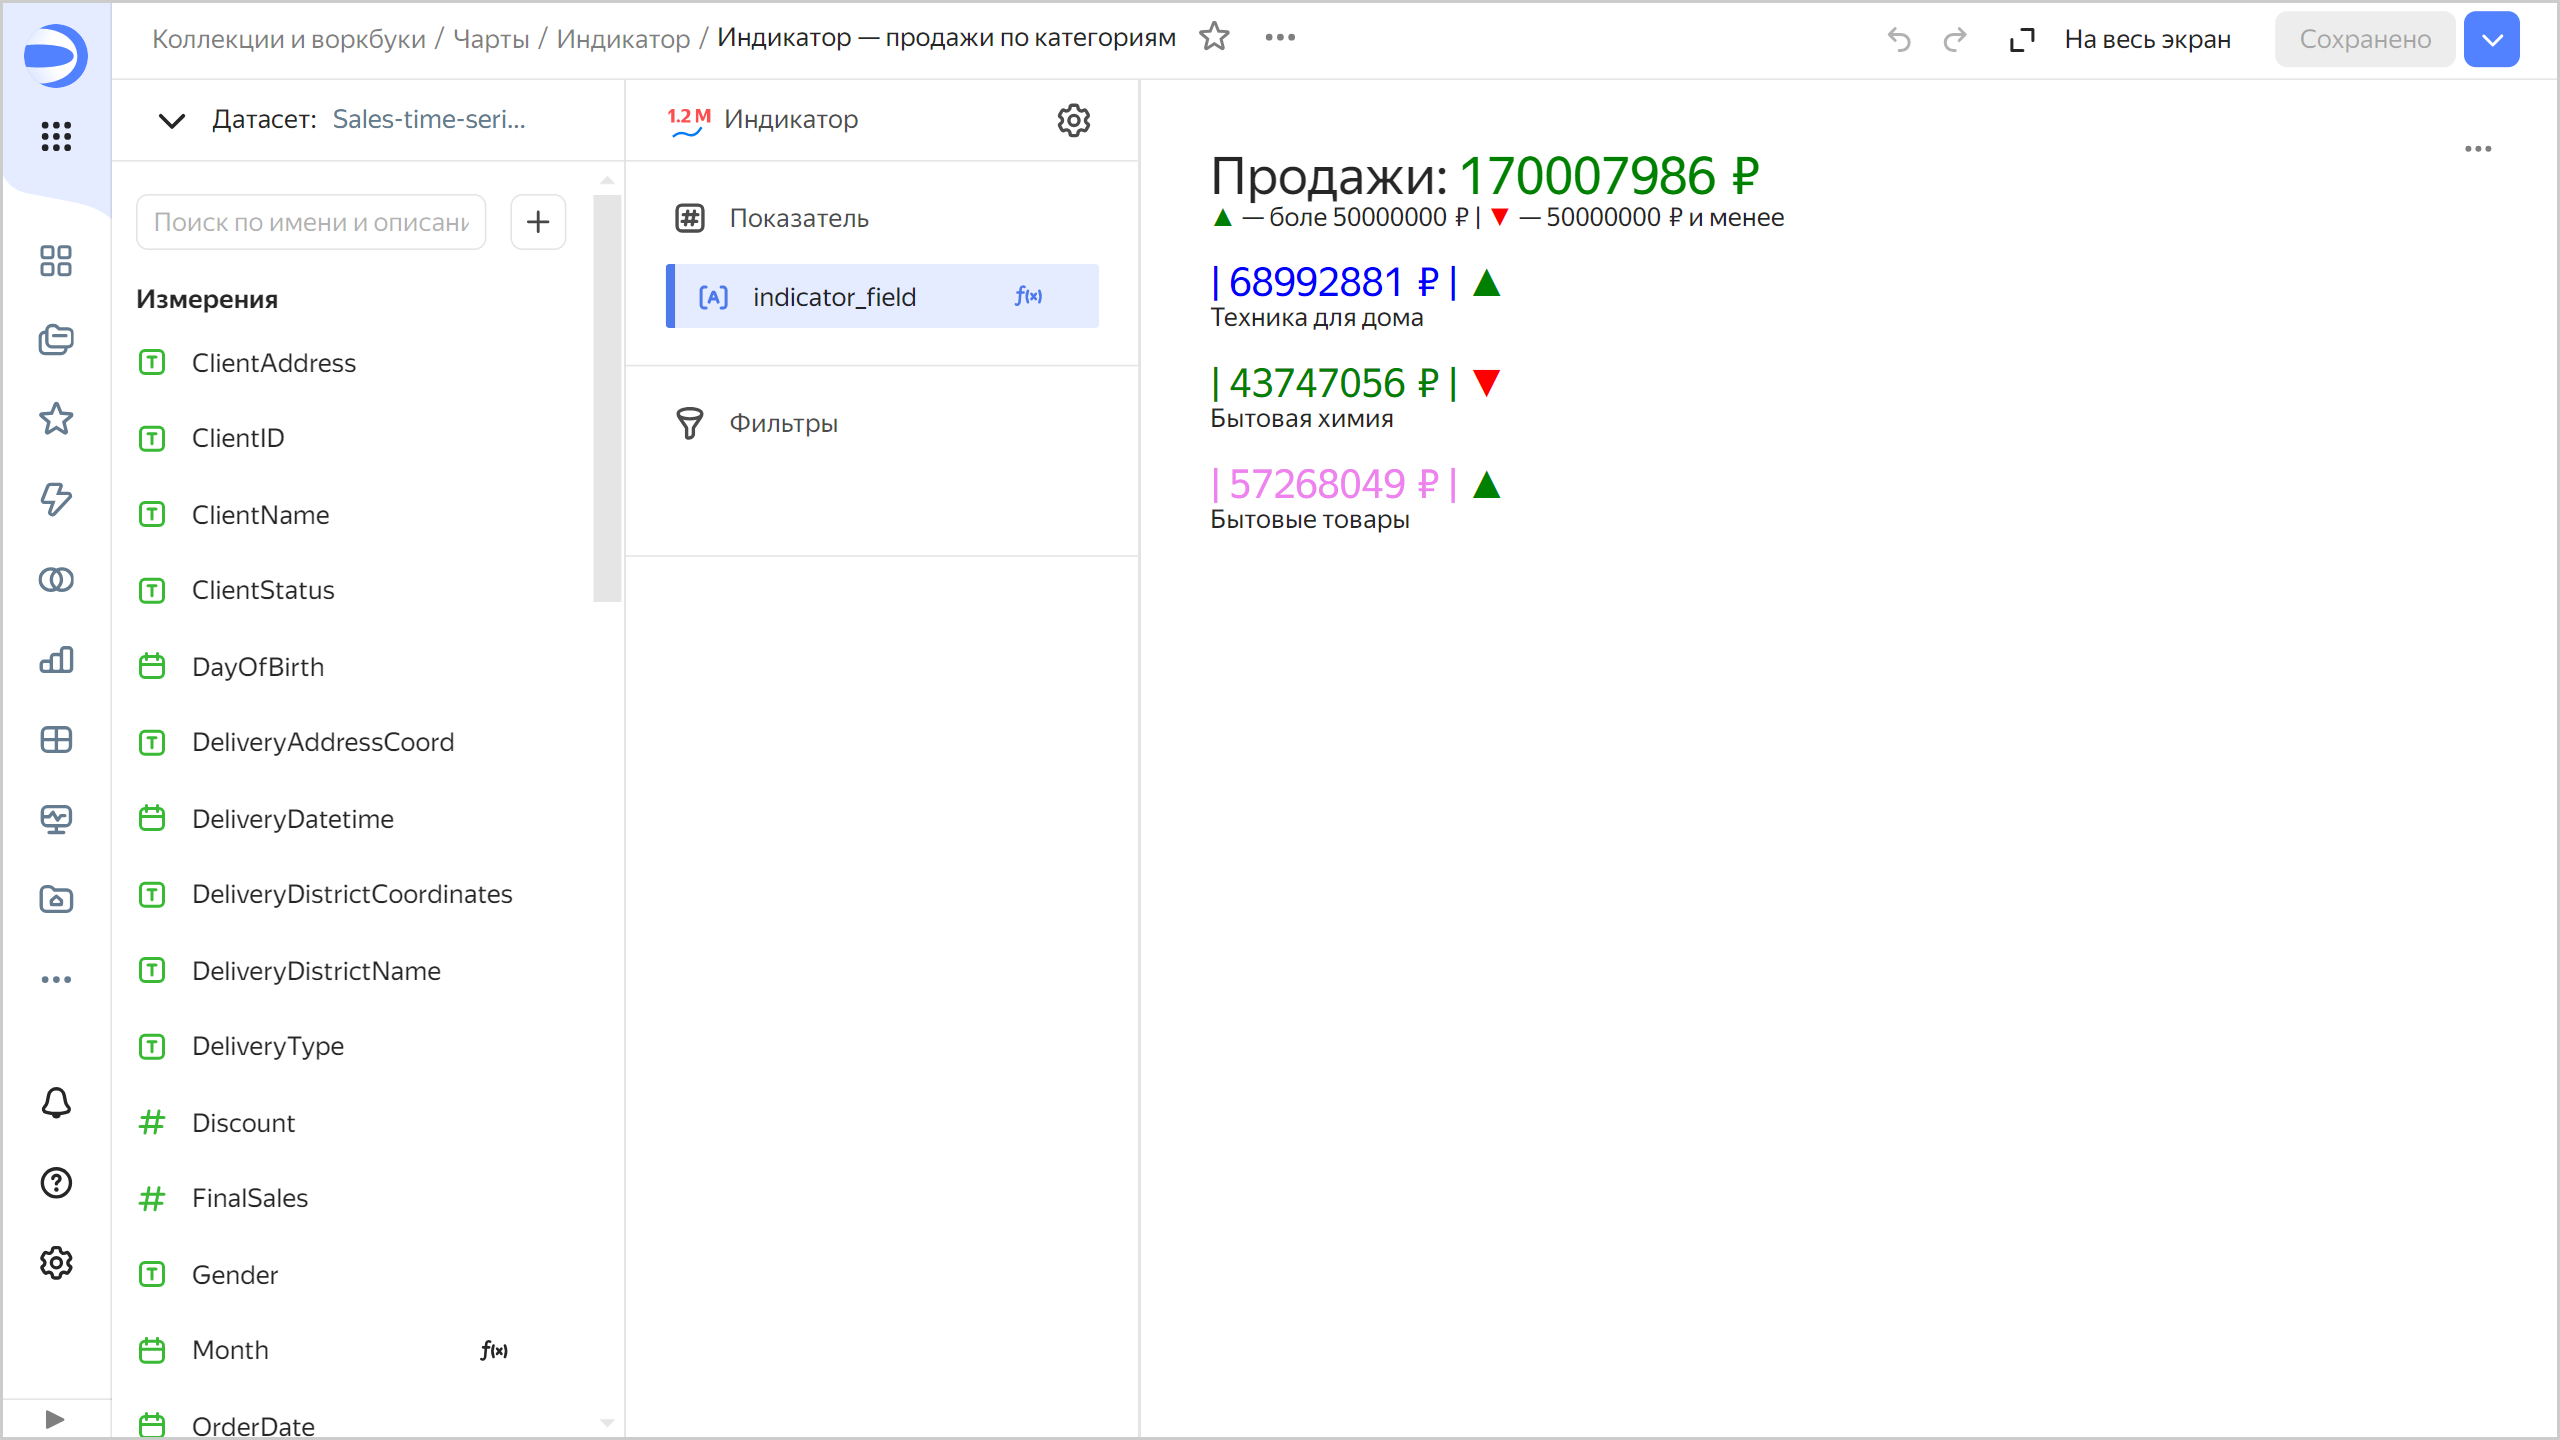 Коллекции и воркбуки / Чарты / Индикатор / Индикатор — продажи по категориям
На весь экран
Сохранено
Датасет: Sales-time-seri...
Поиск по имени и описани
Измерения
ClientAddress
ClientID
ClientName
ClientStatus
DayOfBirth
DeliveryAddressCoord
DeliveryDatetime
DeliveryDistrictCoordinates
DeliveryDistrictName
DeliveryType
Discount
FinalSales
Gender
Month f(x)
OrderDate
1.2 M Индикатор
Показатель
indicator_field f(x)
Фильтры
Продажи: 170007986 ₽
▲ — боле 50000000 ₽ | ▼ — 50000000 ₽ и менее
| 68992881 ₽ | ▲
Техника для дома
| 43747056 ₽ | ▼
Бытовая химия
| 57268049 ₽ | ▲
Бытовые товары